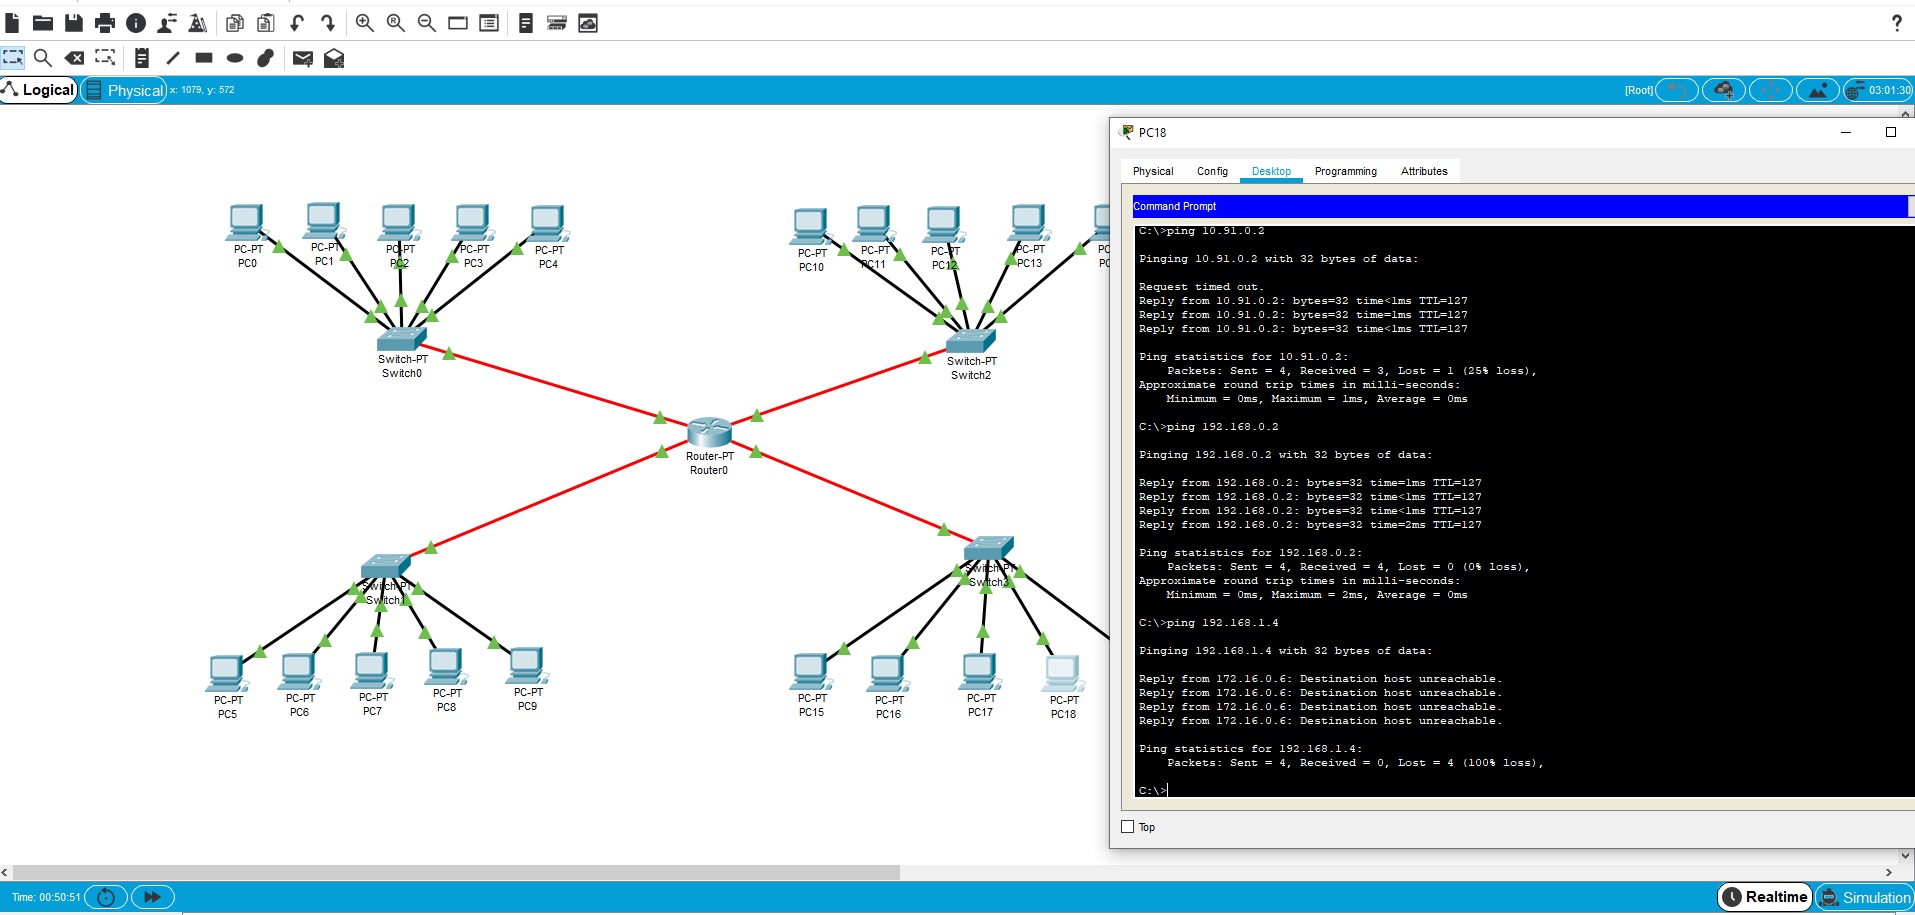 ?
Logical
Physical
x: 1079, y: 572
[Root]
03:01:30
PC18
Physical Config Desktop Programming Attributes
Command Prompt
C:\>ping 10.91.0.2
Pinging 10.91.0.2 with 32 bytes of data:
Request timed out.
Reply from 10.91.0.2: bytes=32 time<1ms TTL=127
Reply from 10.91.0.2: bytes=32 time=1ms TTL=127
Reply from 10.91.0.2: bytes=32 time<1ms TTL=127
Ping statistics for 10.91.0.2:
Packets: Sent = 4, Received = 3, Lost = 1 (25% loss),
Approximate round trip times in milli-seconds:
Minimum = 0ms, Maximum = 1ms, Average = 0ms
C:\>ping 192.168.0.2
Pinging 192.168.0.2 with 32 bytes of data:
Reply from 192.168.0.2: bytes=32 time=1ms TTL=127
Reply from 192.168.0.2: bytes=32 time<1ms TTL=127
Reply from 192.168.0.2: bytes=32 time<1ms TTL=127
Reply from 192.168.0.2: bytes=32 time=2ms TTL=127
Ping statistics for 192.168.0.2:
Packets: Sent = 4, Received = 4, Lost = 0 (0% loss),
Approximate round trip times in milli-seconds:
Minimum = 0ms, Maximum = 2ms, Average = 0ms
C:\>ping 192.168.1.4
Pinging 192.168.1.4 with 32 bytes of data:
Reply from 172.16.0.6: Destination host unreachable.
Reply from 172.16.0.6: Destination host unreachable.
Reply from 172.16.0.6: Destination host unreachable.
Reply from 172.16.0.6: Destination host unreachable.
Ping statistics for 192.168.1.4:
Packets: Sent = 4, Received = 0, Lost = 4 (100% loss),
C:\>
Top
PC-PT
PC0
PC-PT
PC1
PC-PT
PC2
PC-PT
PC3
PC-PT
PC4
PC-PT
PC10
PC-PT
PC11
PC-PT
PC12
PC-PT
PC13
PC
PC
Switch-PT
Switch0
Switch-PT
Switch2
Router-PT
Router0
Switch-PT
Switch1
Switch-PT
Switch3
PC-PT
PC5
PC-PT
PC6
PC-PT
PC7
PC-PT
PC8
PC-PT
PC9
PC-PT
PC15
PC-PT
PC16
PC-PT
PC17
PC-PT
PC18
Time: 00:50:51
Realtime
Simulation